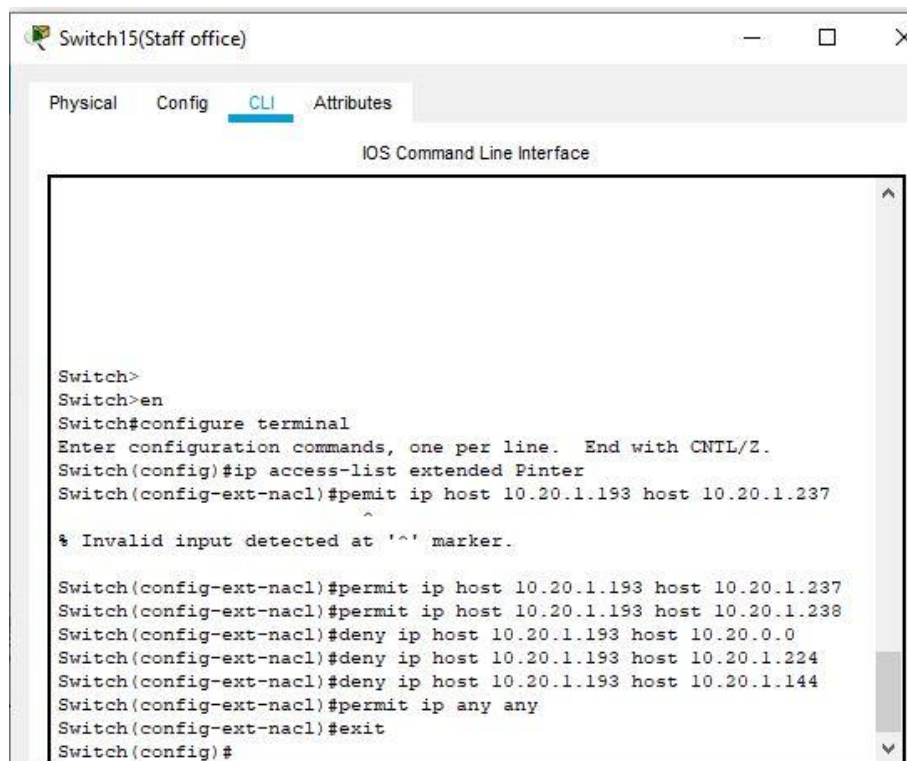 Switch15(Staff office)
Physical Config CLI Attributes
IOS Command Line Interface
Switch>
Switch>en
Switch#configure terminal
Enter configuration commands, one per line.  End with CNTL/Z.
Switch(config)#ip access-list extended Pinter
Switch(config-ext-nacl)#pemit ip host 10.20.1.193 host 10.20.1.237
^
% Invalid input detected at '^' marker.
Switch(config-ext-nacl)#permit ip host 10.20.1.193 host 10.20.1.237
Switch(config-ext-nacl)#permit ip host 10.20.1.193 host 10.20.1.238
Switch(config-ext-nacl)#deny ip host 10.20.1.193 host 10.20.0.0
Switch(config-ext-nacl)#deny ip host 10.20.1.193 host 10.20.1.224
Switch(config-ext-nacl)#deny ip host 10.20.1.193 host 10.20.1.144
Switch(config-ext-nacl)#permit ip any any
Switch(config-ext-nacl)#exit
Switch(config)#